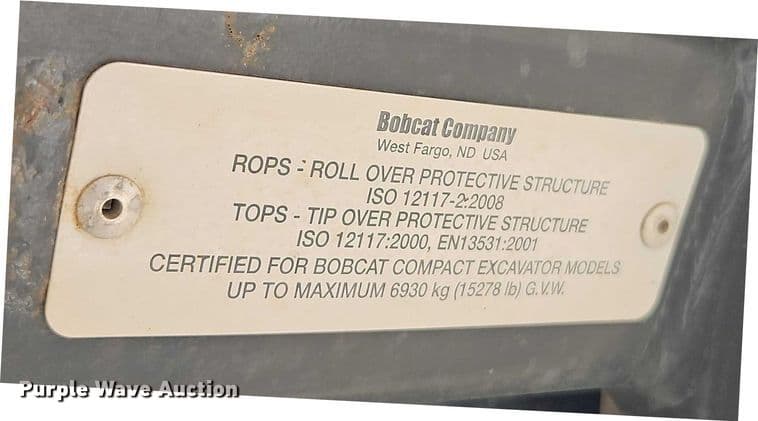 Bobcat Company
West Fargo, ND USA
ROPS - ROLL OVER PROTECTIVE STRUCTURE
ISO 12117-2:2008
TOPS - TIP OVER PROTECTIVE STRUCTURE
ISO 12117:2000, EN13531:2001
CERTIFIED FOR BOBCAT COMPACT EXCAVATOR MODELS
UP TO MAXIMUM 6930 kg (15278 lb) G.V.W.
Purple Wave Auction